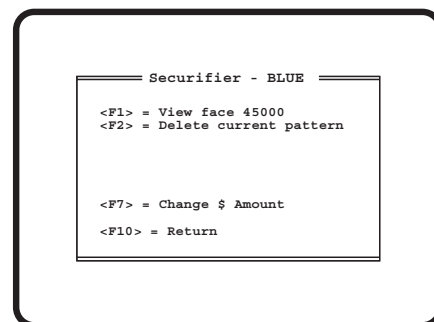 Securifier - BLUE
<F1> = View face 45000
<F2> = Delete current pattern
<F7> = Change $ Amount
<F10> = Return